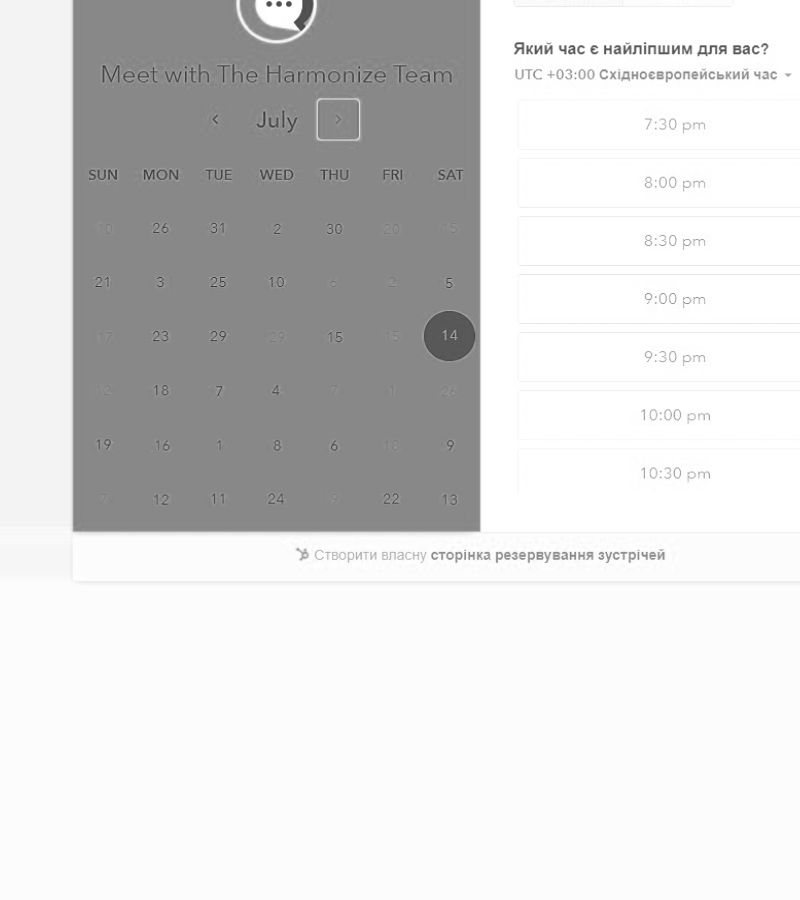 Meet with The Harmonize Team
July
SUN MON TUE WED THU FRI SAT
10 26 31 2 30 20 15
21 3 25 10 6 2 5
17 23 29 29 15 15 14
12 18 7 4 7 1 26
19 16 1 8 6 18 9
7 12 11 24 9 22 13
Який час є найліпшим для вас?
UTC +03:00 Східноєвропейський час
7:30 pm
8:00 pm
8:30 pm
9:00 pm
9:30 pm
10:00 pm
10:30 pm
Створити власну сторінка резервування зустрічей